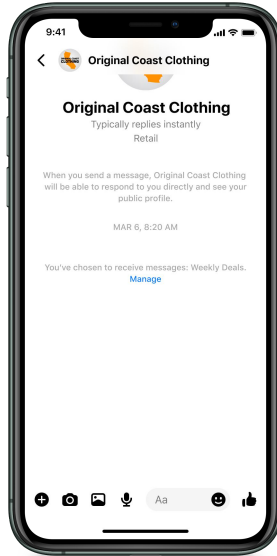 9:41
Original Coast Clothing
Original Coast Clothing
Typically replies instantly
Retail
When you send a message, Original Coast Clothing
will be able to respond to you directly and see your
public profile.
MAR 6, 8:20 AM
You've chosen to receive messages: Weekly Deals.
Manage
Aa